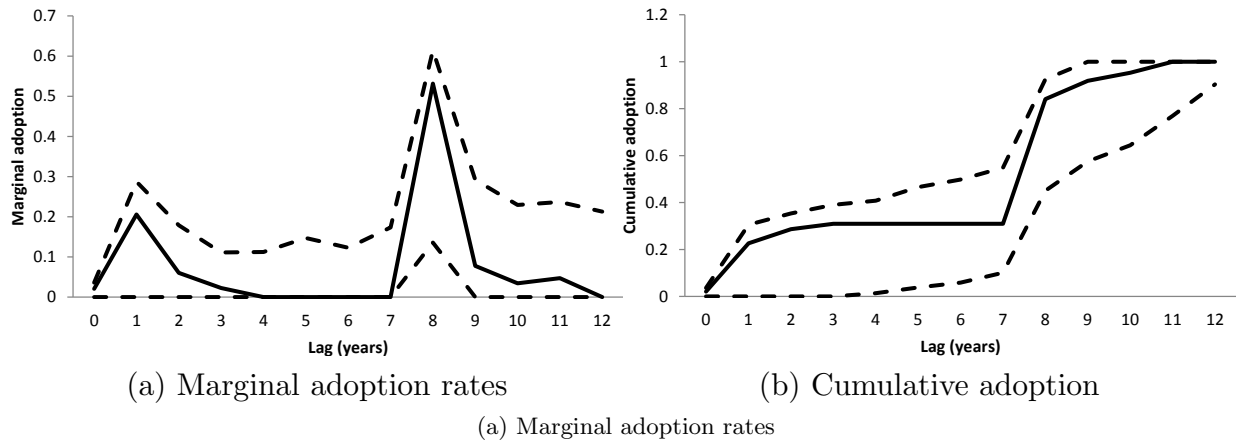 0.7
0.6
0.5
0.4
0.3
0.2
0.1
0
Marginal adoption
0 1 2 3 4 5 6 7 8 9 10 11 12
Lag (years)
(a) Marginal adoption rates
1.2
1
0.8
0.6
0.4
0.2
0
Cumulative adoption
0 1 2 3 4 5 6 7 8 9 10 11 12
Lag (years)
(b) Cumulative adoption
(a) Marginal adoption rates